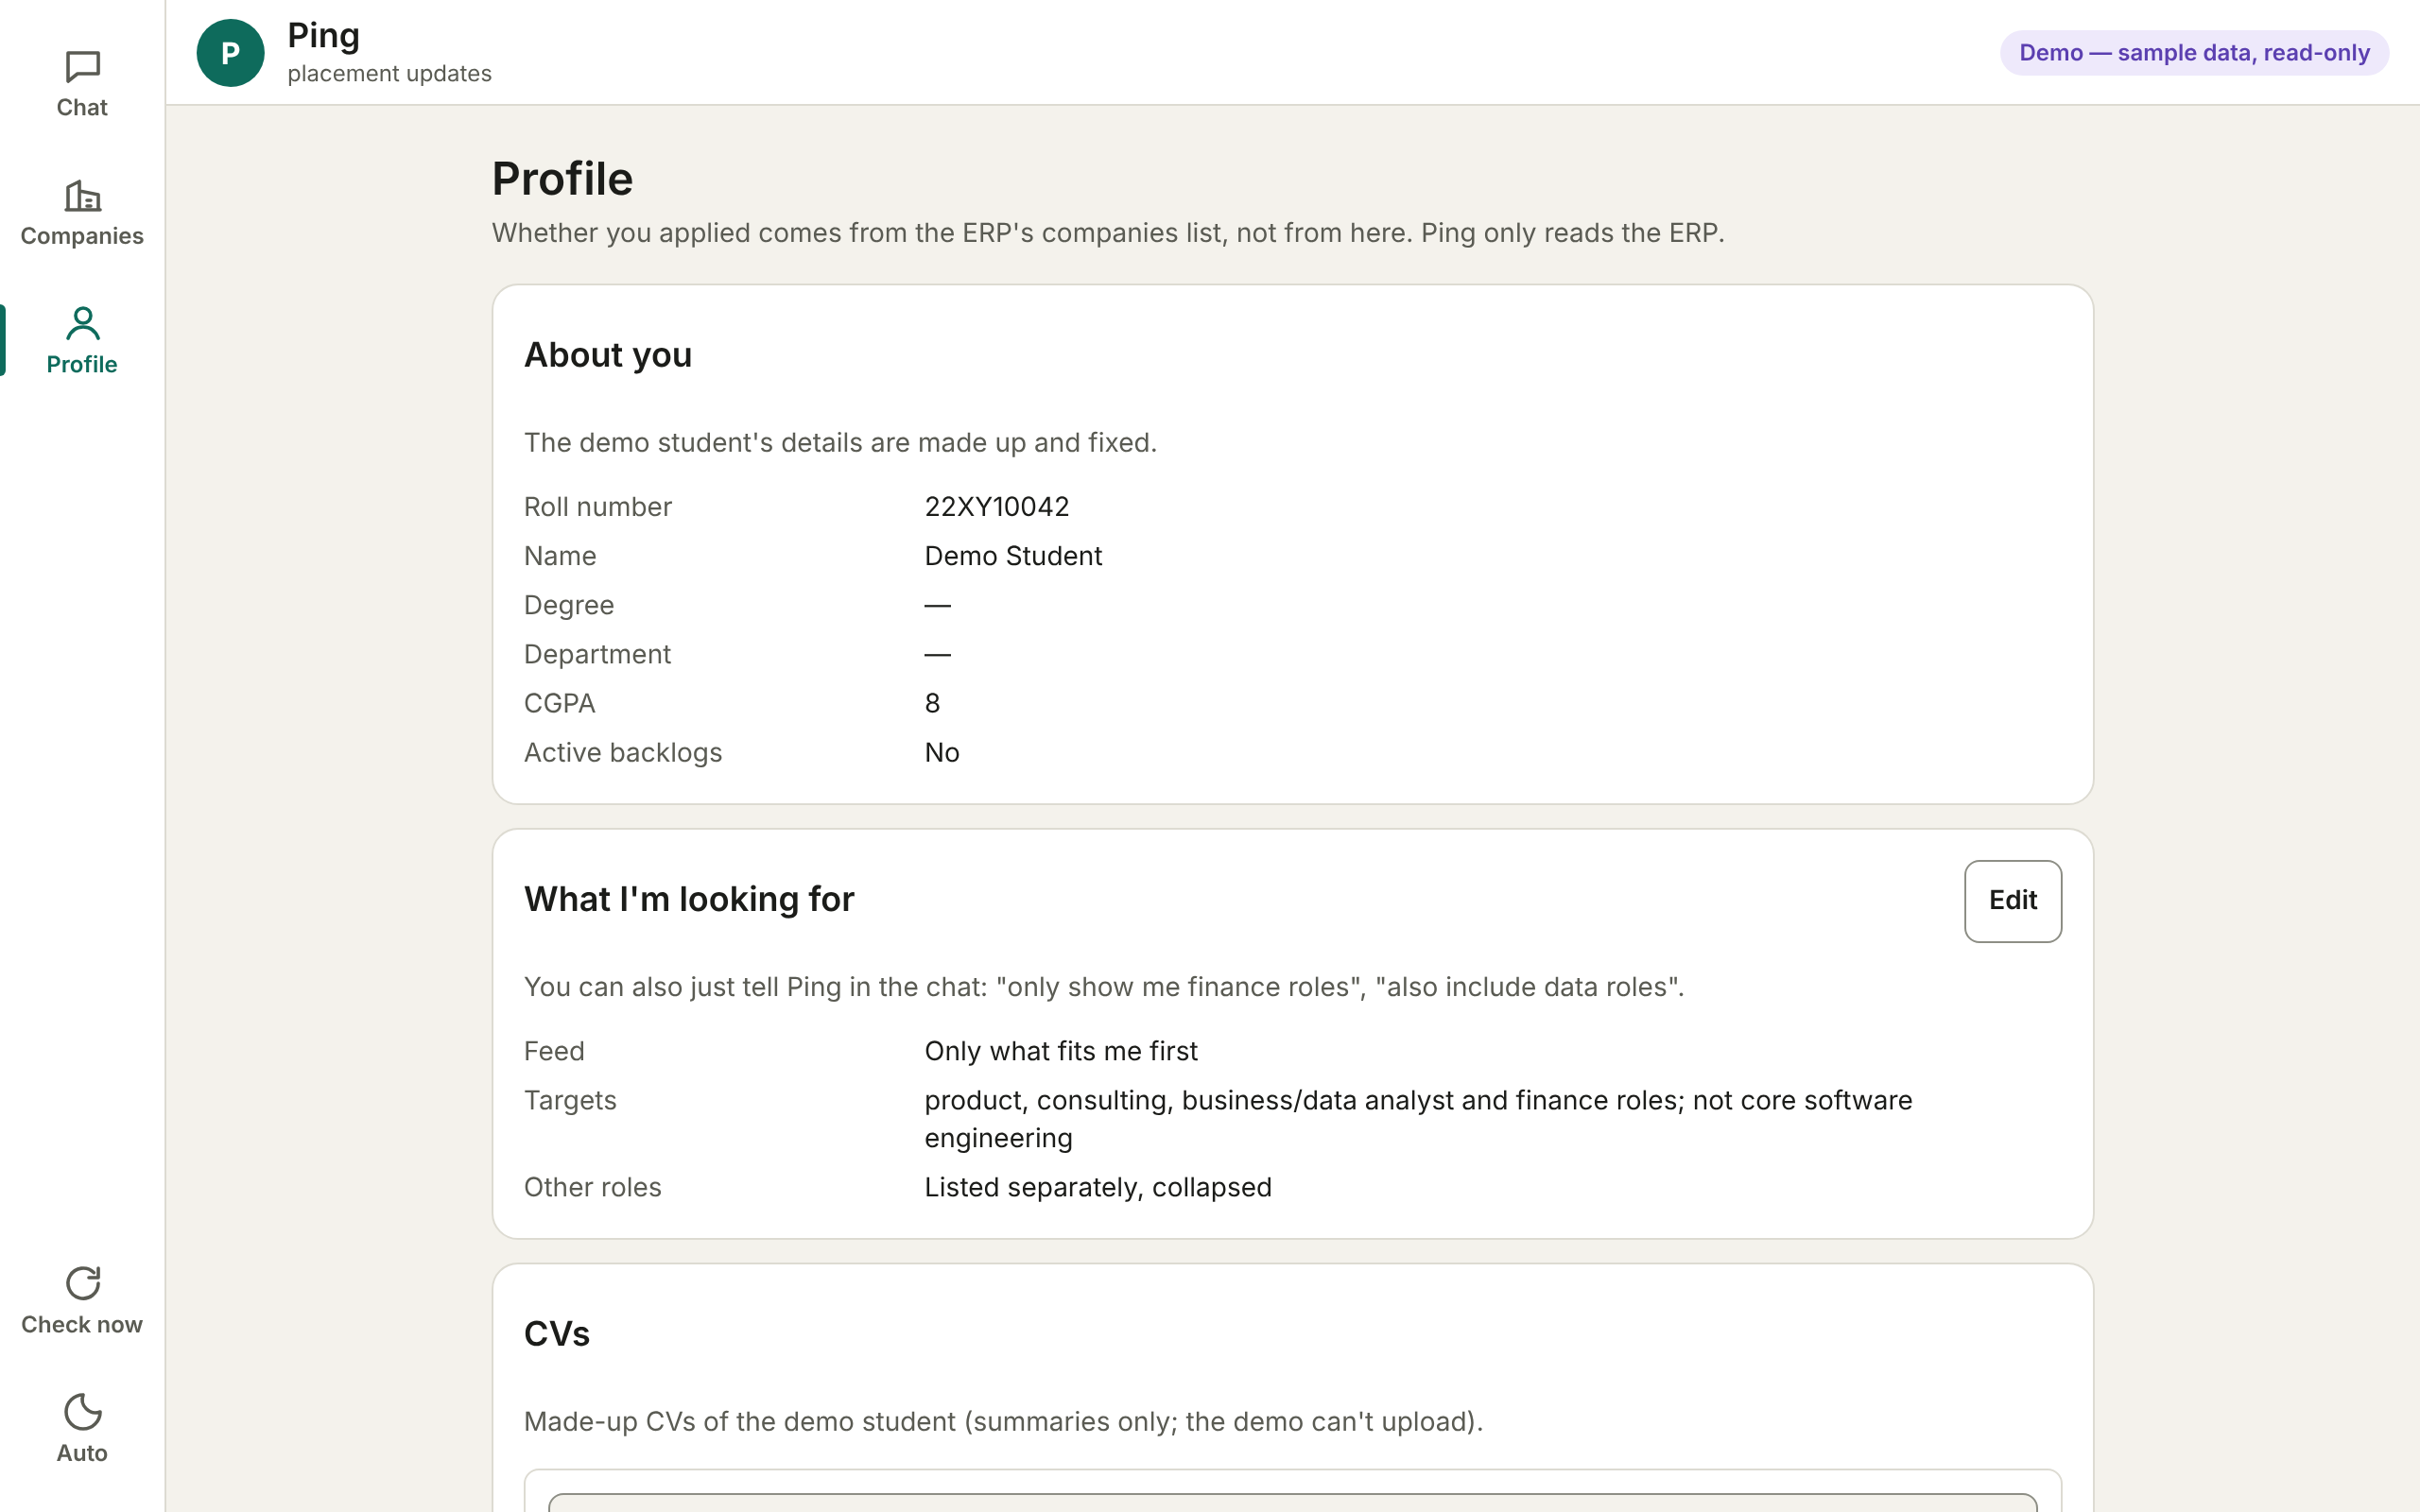 Chat
Companies
Profile
Check now
Auto
P
Ping
placement updates
Demo — sample data, read-only
Profile
Whether you applied comes from the ERP's companies list, not from here. Ping only reads the ERP.
About you
The demo student's details are made up and fixed.
Roll number 22XY10042
Name Demo Student
Degree —
Department —
CGPA 8
Active backlogs No
What I'm looking for
Edit
You can also just tell Ping in the chat: "only show me finance roles", "also include data roles".
Feed Only what fits me first
Targets product, consulting, business/data analyst and finance roles; not core software
engineering
Other roles Listed separately, collapsed
CVs
Made-up CVs of the demo student (summaries only; the demo can't upload).